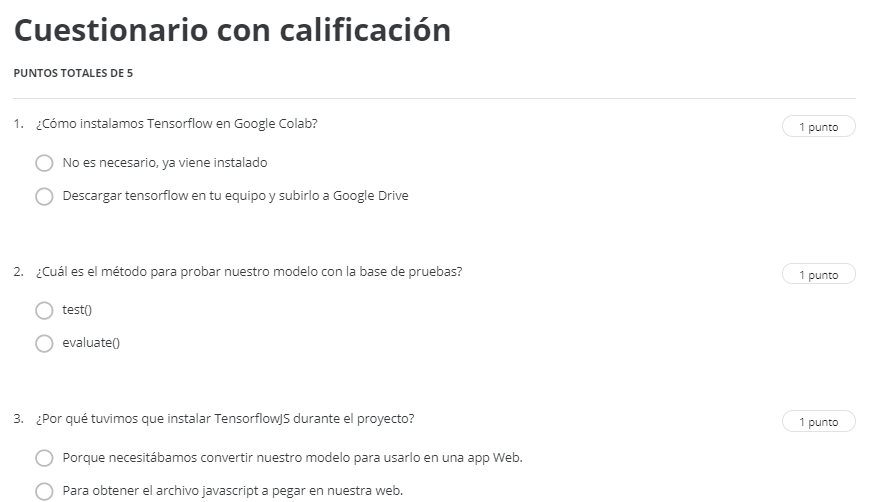 Cuestionario con calificación
PUNTOS TOTALES DE 5
1. ¿Cómo instalamos Tensorflow en Google Colab?
1 punto
No es necesario, ya viene instalado
Descargar tensorflow en tu equipo y subirlo a Google Drive
2. ¿Cuál es el método para probar nuestro modelo con la base de pruebas?
1 punto
test()
evaluate()
3. ¿Por qué tuvimos que instalar TensorflowJS durante el proyecto?
1 punto
Porque necesitábamos convertir nuestro modelo para usarlo en una app Web.
Para obtener el archivo javascript a pegar en nuestra web.